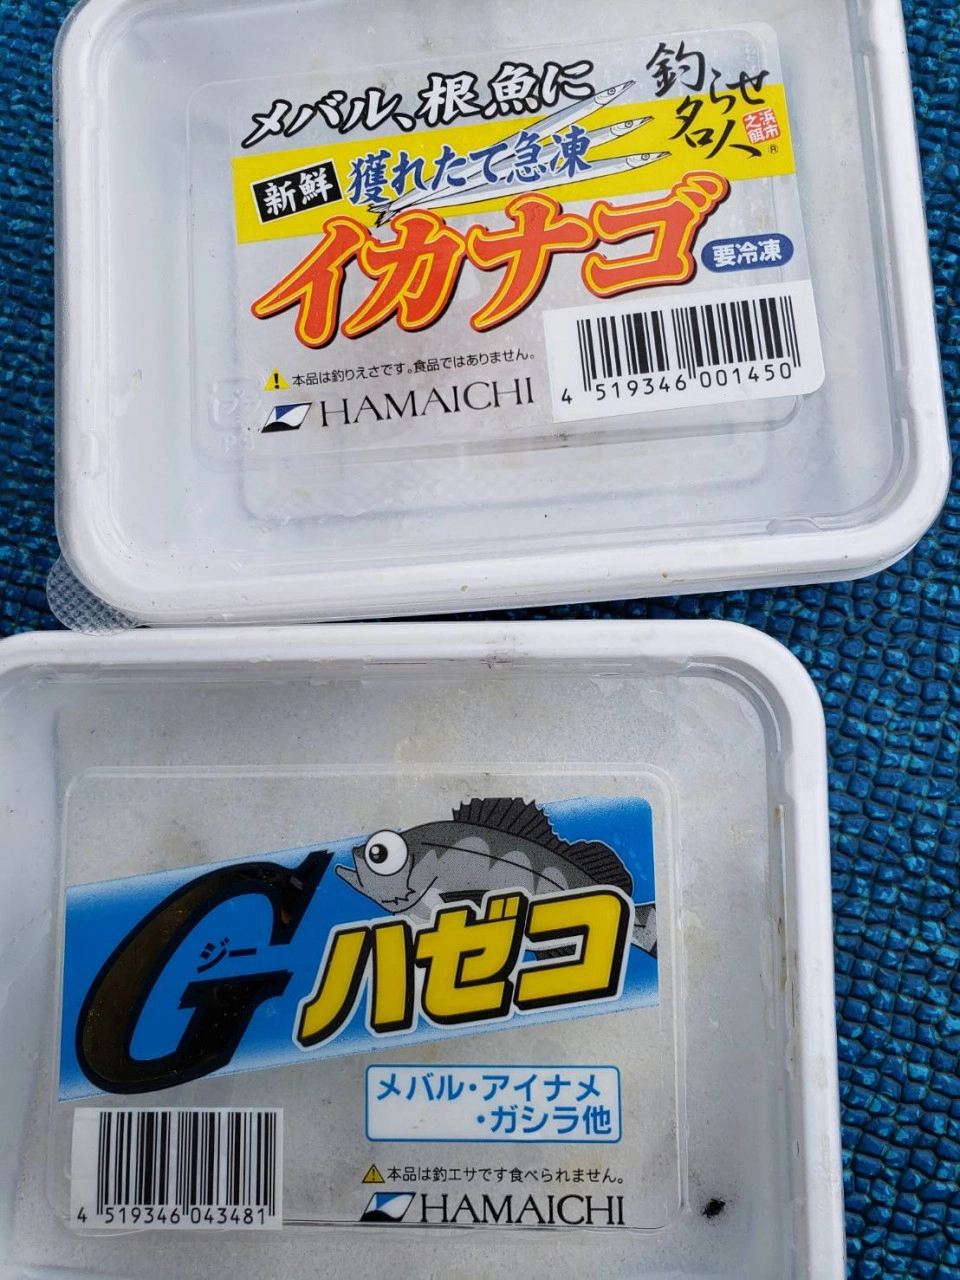 メバル、根魚に
釣らせ
名人
浜市
之餌
®
新鮮 獲れたて急凍
イカナゴ
要冷凍
本品は釣りえさです。食品ではありません。
HAMAICHI
4 519346 001450
G
ジー
ハゼコ
メバル・アイナメ
・ガシラ他
本品は釣エサです食べられません。
HAMAICHI
4 519346 043481